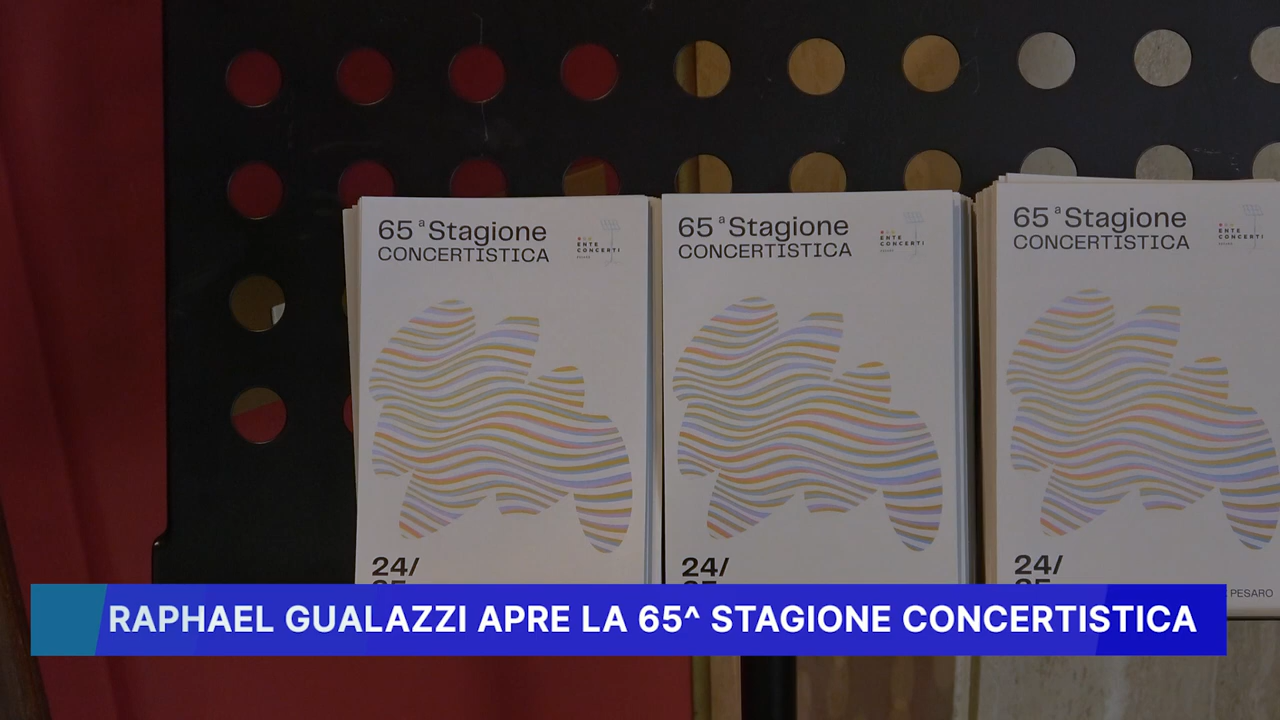 65ª Stagione
CONCERTISTICA
ENTE
CONCERTI
24/
65ª Stagione
CONCERTISTICA
ENTE
CONCERTI
24/
65ª Stagione
CONCERTISTICA
ENTE
CONCERTI
24/
PESARO
RAPHAEL GUALAZZI APRE LA 65^ STAGIONE CONCERTISTICA